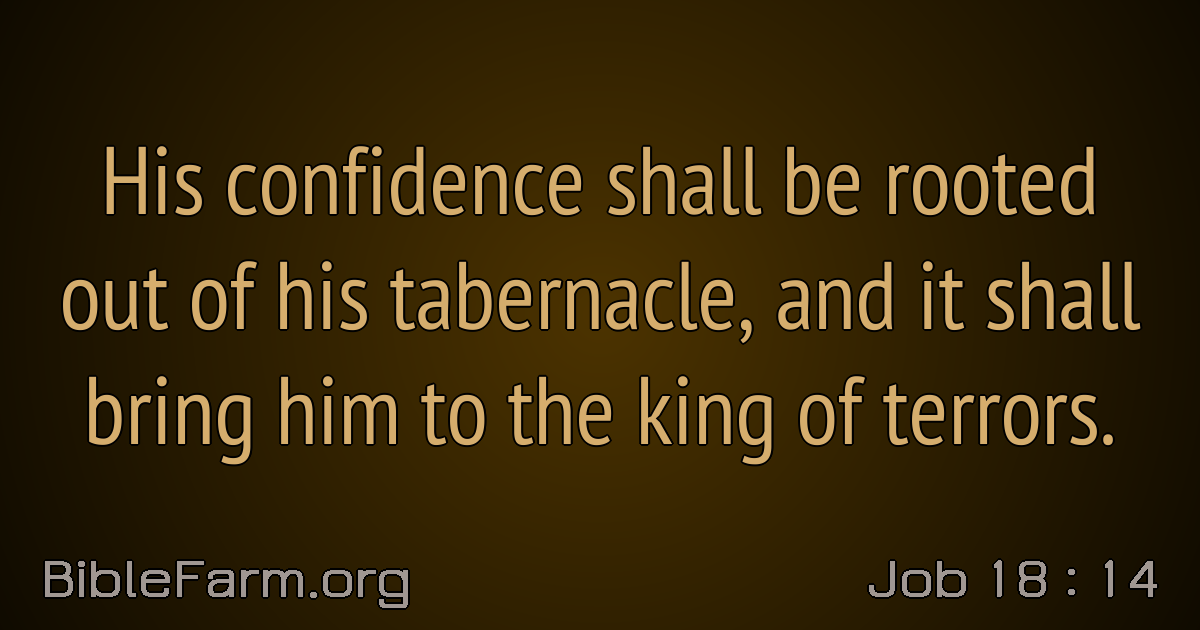 His confidence shall be rooted
out of his tabernacle, and it shall
bring him to the king of terrors.
BibleFarm.org
Job 18 : 14